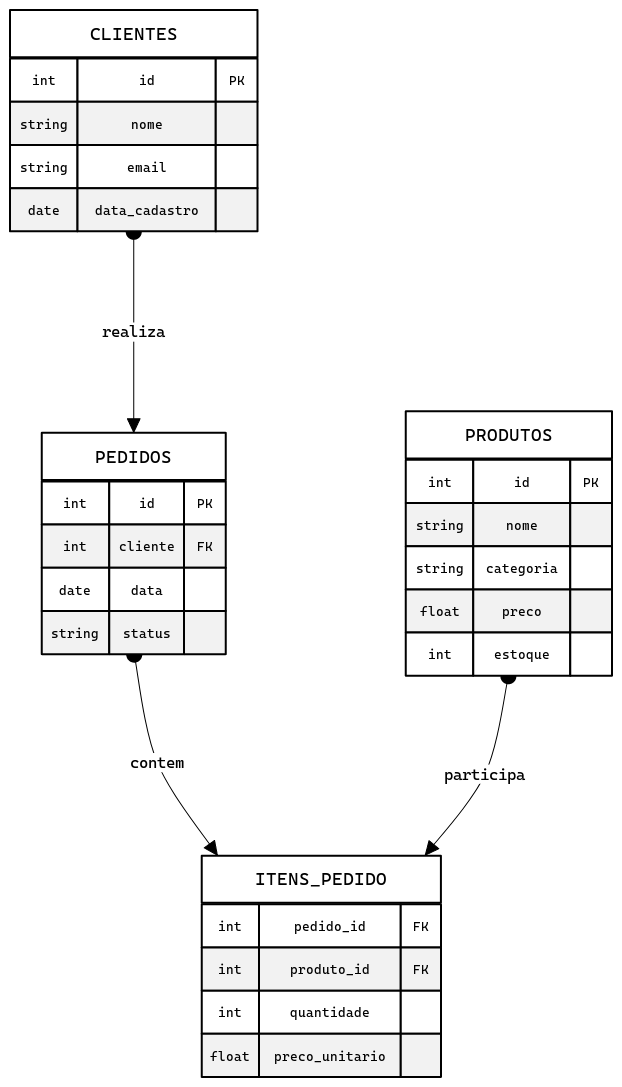 CLIENTES
int id PK
string nome
string email
date data_cadastro
realiza
PEDIDOS
int id PK
int cliente FK
date data
string status
PRODUTOS
int id PK
string nome
string categoria
float preco
int estoque
contem
participa
ITENS_PEDIDO
int pedido_id FK
int produto_id FK
int quantidade
float preco_unitario